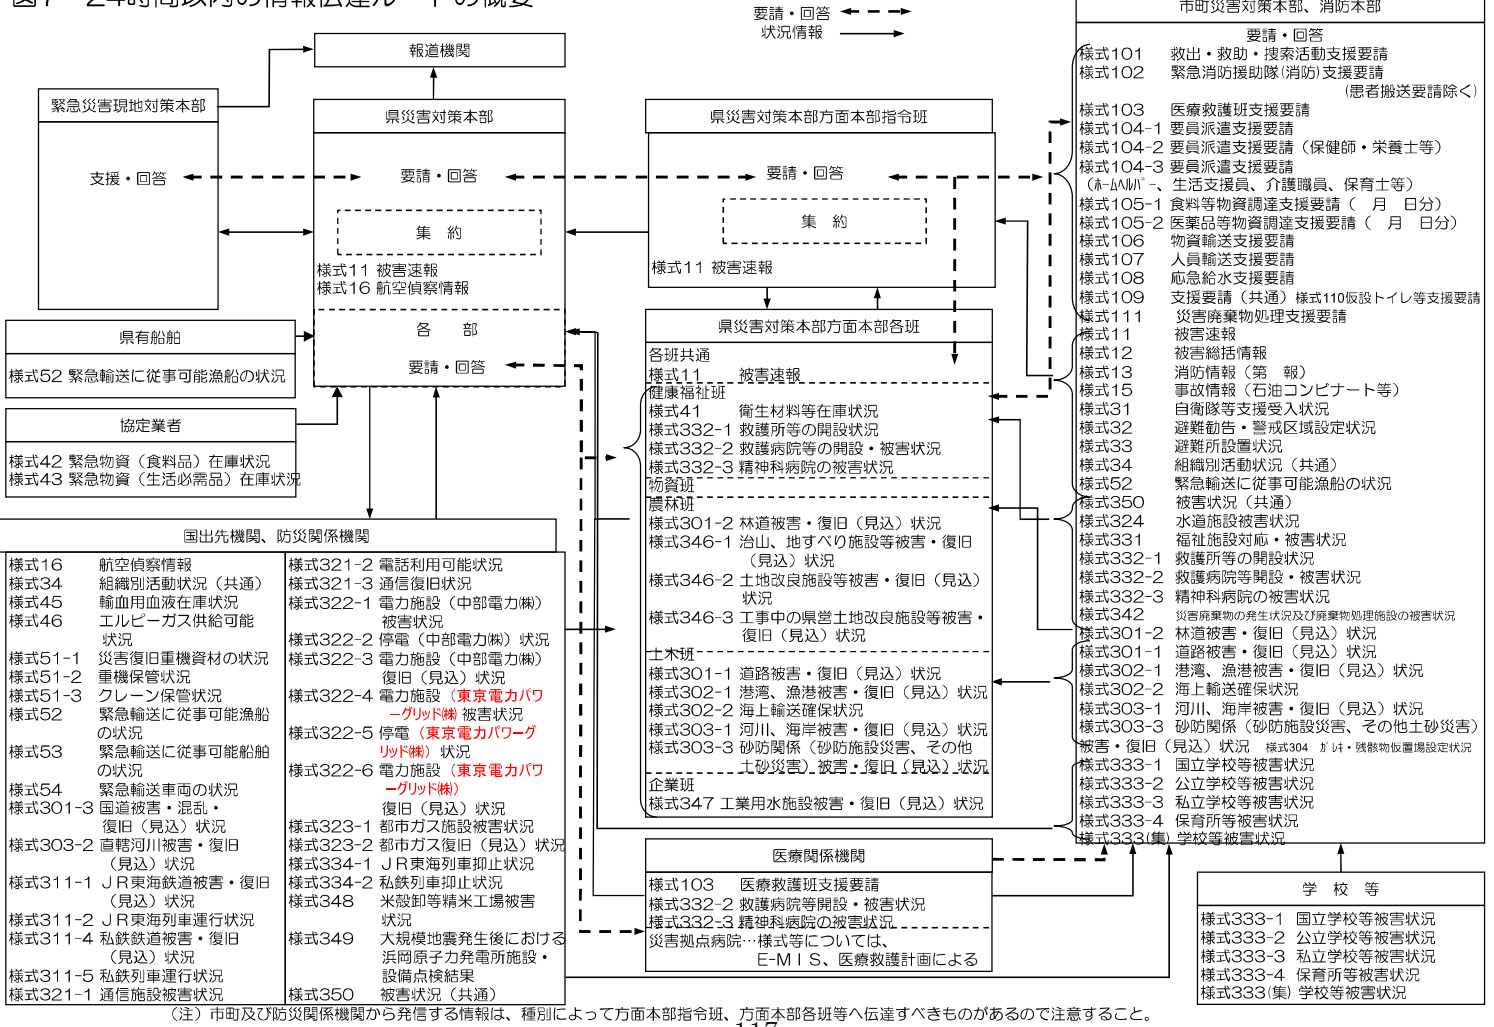 図7 24時間以内の情報伝達ルートの概要
要請・回答
状況情報
報道機関
緊急災害現地対策本部
支援・回答
県災害対策本部
要請・回答
集　約
様式11 被害速報
様式16 航空偵察情報
各　　部
要請・回答
県災害対策本部方面本部指令班
要請・回答
集　約
様式11 被害速報
県有船舶
様式52 緊急輸送に従事可能漁船の状況
協定業者
様式42 緊急物資（食料品）在庫状況
様式43 緊急物資（生活必需品）在庫状況
国出先機関、防災関係機関
様式16　航空偵察情報
様式34　組織別活動状況（共通）
様式45　輸血用血液在庫状況
様式46　エルピーガス供給可能
状況
様式51-1　災害復旧重機資材の状況
様式51-2　重機保管状況
様式51-3　クレーン保管状況
様式52　緊急輸送に従事可能漁船
の状況
様式53　緊急輸送に従事可能船舶
の状況
様式54　緊急輸送車両の状況
様式301-3 国道被害・混乱・
復旧（見込）状況
様式303-2 直轄河川被害・復旧
（見込）状況
様式311-1 ＪＲ東海鉄道被害・復旧
（見込）状況
様式311-2 ＪＲ東海列車運行状況
様式311-4 私鉄鉄道被害・復旧
（見込）状況
様式311-5 私鉄列車運行状況
様式321-1 通信施設被害状況
様式321-2 電話利用可能状況
様式321-3 通信復旧状況
様式322-1 電力施設（中部電力㈱）
被害状況
様式322-2 停電（中部電力㈱）状況
様式322-3 電力施設（中部電力㈱）
復旧（見込）状況
様式322-4 電力施設（東京電力パワ
ーグリッド㈱）被害状況
様式322-5 停電（東京電力パワーグ
リッド㈱）状況
様式322-6 電力施設（東京電力パワ
ーグリッド㈱）
復旧（見込）状況
様式323-1 都市ガス施設被害状況
様式323-2 都市ガス復旧（見込）状況
様式334-1 ＪＲ東海列車抑止状況
様式334-2 私鉄列車抑止状況
様式348　米穀卸等精米工場被害
状況
様式349　大規模地震発生後における
浜岡原子力発電所施設・
設備点検結果
様式350　被害状況（共通）
県災害対策本部方面本部各班
各班共通
様式11　被害速報
健康福祉班
様式41　衛生材料等在庫状況
様式332-1 救護所等の開設状況
様式332-2 救護病院等の開設・被害状況
様式332-3 精神科病院の被害状況
物資班
農林班
様式301-2 林道被害・復旧（見込）状況
様式346-1 治山、地すべり施設等被害・復旧
（見込）状況
様式346-2 土地改良施設等被害・復旧（見込）
状況
様式346-3 工事中の県営土地改良施設等被害・
復旧（見込）状況
土木班
様式301-1 道路被害・復旧（見込）状況
様式302-1 港湾、漁港被害・復旧（見込）状況
様式302-2 海上輸送確保状況
様式303-1 河川、海岸被害・復旧（見込）状況
様式303-3 砂防関係（砂防施設災害、その他
土砂災害）被害・復旧（見込）状況
企業班
様式347 工業用水施設被害・復旧（見込）状況
医療関係機関
様式103　医療救護班支援要請
様式332-2 救護病院等開設・被害状況
様式332-3 精神科病院の被害状況
災害拠点病院…様式等については、
E-ＭＩＳ、医療救護計画による
市町災害対策本部、消防本部
要請・回答
様式101　救出・救助・捜索活動支援要請
様式102　緊急消防援助隊(消防)支援要請
(患者搬送要請除く)
様式103　医療救護班支援要請
様式104-1 要員派遣支援要請
様式104-2 要員派遣支援要請（保健師・栄養士等）
様式104-3 要員派遣支援要請
（ﾎｰﾑﾍﾙﾊﾟｰ、生活支援員、介護職員、保育士等）
様式105-1 食料等物資調達支援要請（　月　日分）
様式105-2 医薬品等物資調達支援要請（　月　日分）
様式106　物資輸送支援要請
様式107　人員輸送支援要請
様式108　応急給水支援要請
様式109　支援要請（共通）様式110仮設トイレ等支援要請
様式111　災害廃棄物処理支援要請
様式11　被害速報
様式12　被害総括情報
様式13　消防情報（第　報）
様式15　事故情報（石油コンビナート等）
様式31　自衛隊等支援受入状況
様式32　避難勧告・警戒区域設定状況
様式33　避難所設置状況
様式34　組織別活動状況（共通）
様式52　緊急輸送に従事可能漁船の状況
様式350　被害状況（共通）
様式324　水道施設被害状況
様式331　福祉施設対応・被害状況
様式332-1 救護所等の開設状況
様式332-2 救護病院等開設・被害状況
様式332-3 精神科病院の被害状況
様式342　災害廃棄物の発生状況及び廃棄物処理施設の被害状況
様式301-2 林道被害・復旧（見込）状況
様式301-1 道路被害・復旧（見込）状況
様式302-1 港湾、漁港被害・復旧（見込）状況
様式302-2 海上輸送確保状況
様式303-1 河川、海岸被害・復旧（見込）状況
様式303-3 砂防関係（砂防施設災害、その他土砂災害）
被害・復旧（見込）状況　様式304 ｶﾞﾚｷ・残骸物仮置場設定状況
様式333-1 国立学校等被害状況
様式333-2 公立学校等被害状況
様式333-3 私立学校等被害状況
様式333-4 保育所等被害状況
様式333(集) 学校等被害状況
学　校　等
様式333-1 国立学校等被害状況
様式333-2 公立学校等被害状況
様式333-3 私立学校等被害状況
様式333-4 保育所等被害状況
様式333(集) 学校等被害状況
（注）市町及び防災関係機関から発信する情報は、種別によって方面本部指令班、方面本部各班等へ伝達すべきものがあるので注意すること。
117